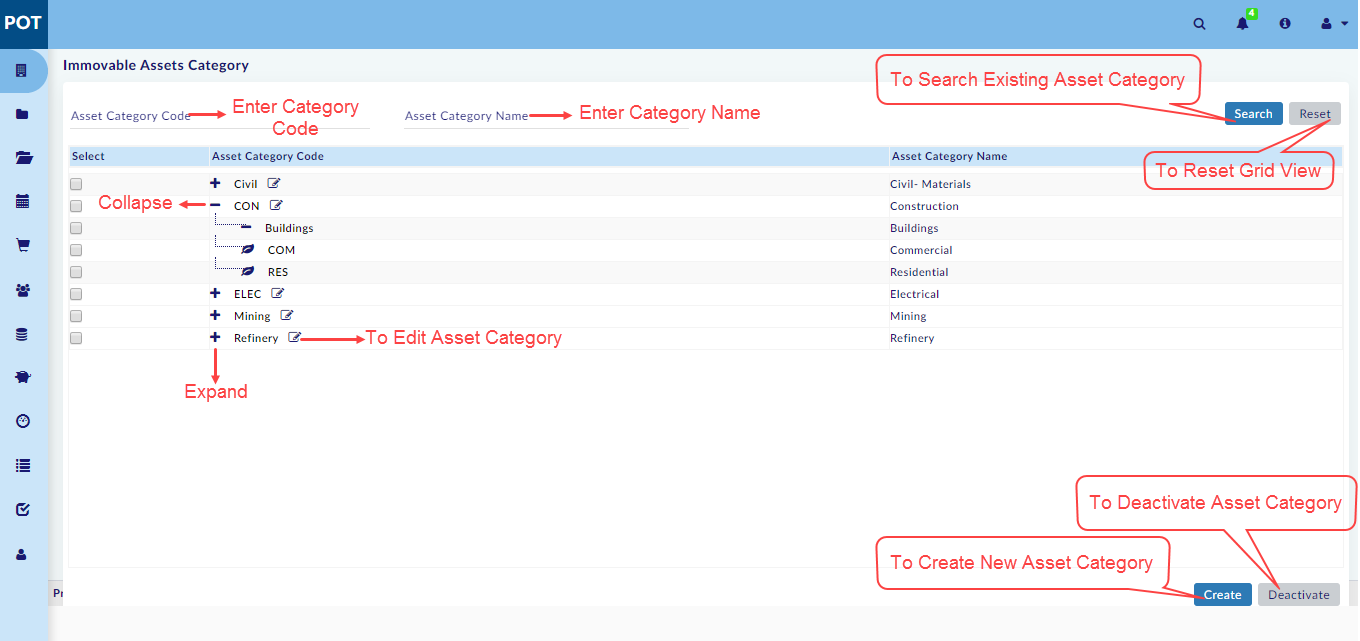 POT
4
Immovable Assets Category
To Search Existing Asset Category
Asset Category Code
Enter Category
Code
Asset Category Name
Enter Category Name
Search
Reset
To Reset Grid View
Select
Asset Category Code
Asset Category Name
Civil
Civil- Materials
Collapse
CON
Construction
Buildings
Buildings
COM
Commercial
RES
Residential
ELEC
Electrical
Mining
Mining
Refinery
To Edit Asset Category
Refinery
Expand
To Deactivate Asset Category
To Create New Asset Category
Pr
Create
Deactivate